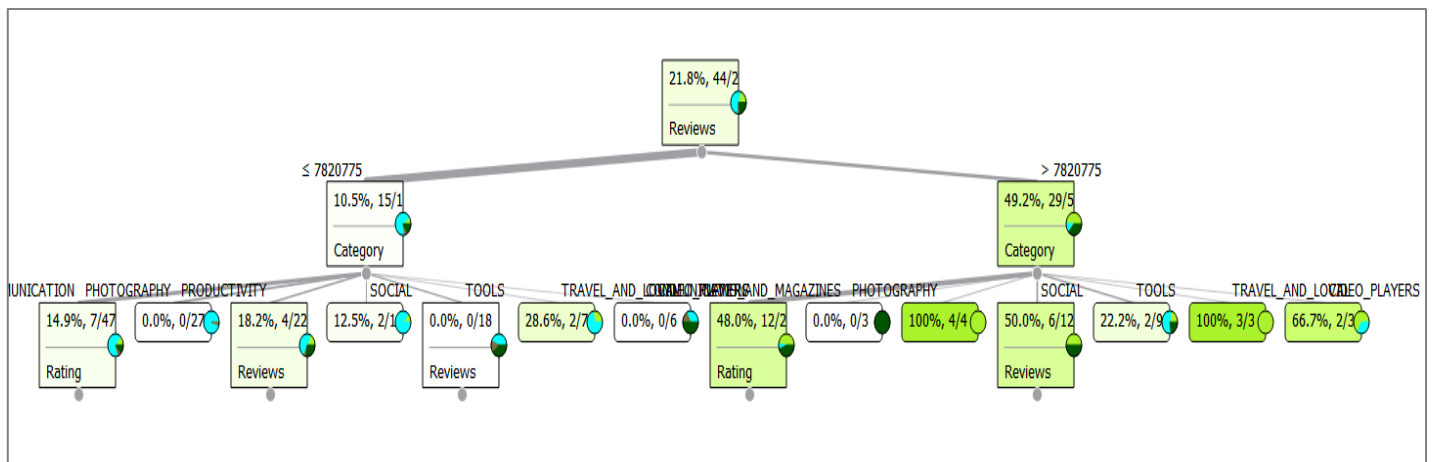 21.8%, 44/2
Reviews
≤ 7820775
> 7820775
10.5%, 15/1
Category
49.2%, 29/5
Category
PHOTOGRAPHY PRODUCTIVITY SOCIAL TOOLS PHOTOGRAPHY SOCIAL TOOLS
14.9%, 7/47
Rating
0.0%, 0/27
18.2%, 4/22
Reviews
12.5%, 2/1
0.0%, 0/18
Reviews
28.6%, 2/7
0.0%, 0/6
48.0%, 12/2
Rating
0.0%, 0/3
100%, 4/4
50.0%, 6/12
Reviews
22.2%, 2/9
100%, 3/3
66.7%, 2/3